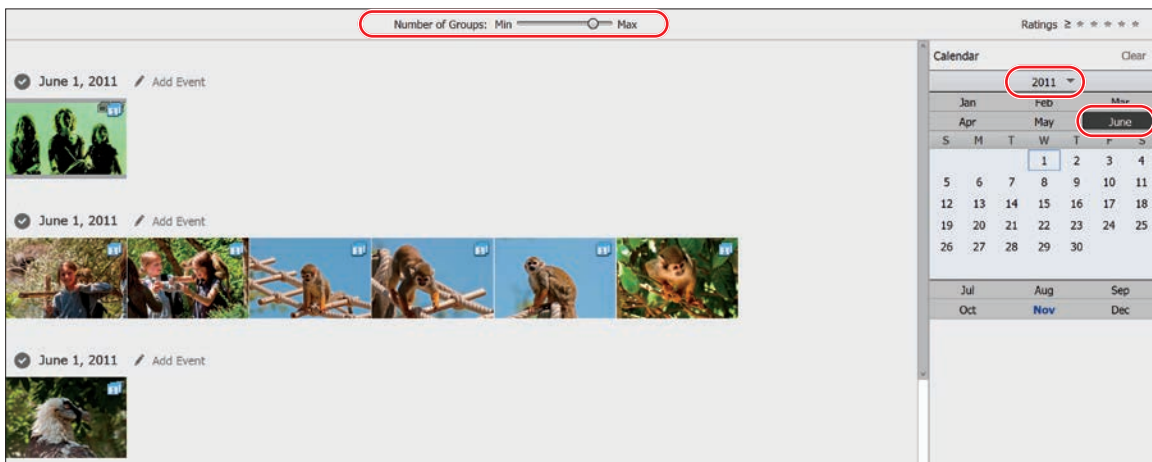 Number of Groups: Min Max
Ratings ≥ ★ ★ ★ ★ ★
Calendar Clear
2011
Jan Feb Mar
Apr May June
S M T W T F S
1 2 3 4
5 6 7 8 9 10 11
12 13 14 15 16 17 18
19 20 21 22 23 24 25
26 27 28 29 30
Jul Aug Sep
Oct Nov Dec
June 1, 2011 Add Event
June 1, 2011 Add Event
June 1, 2011 Add Event